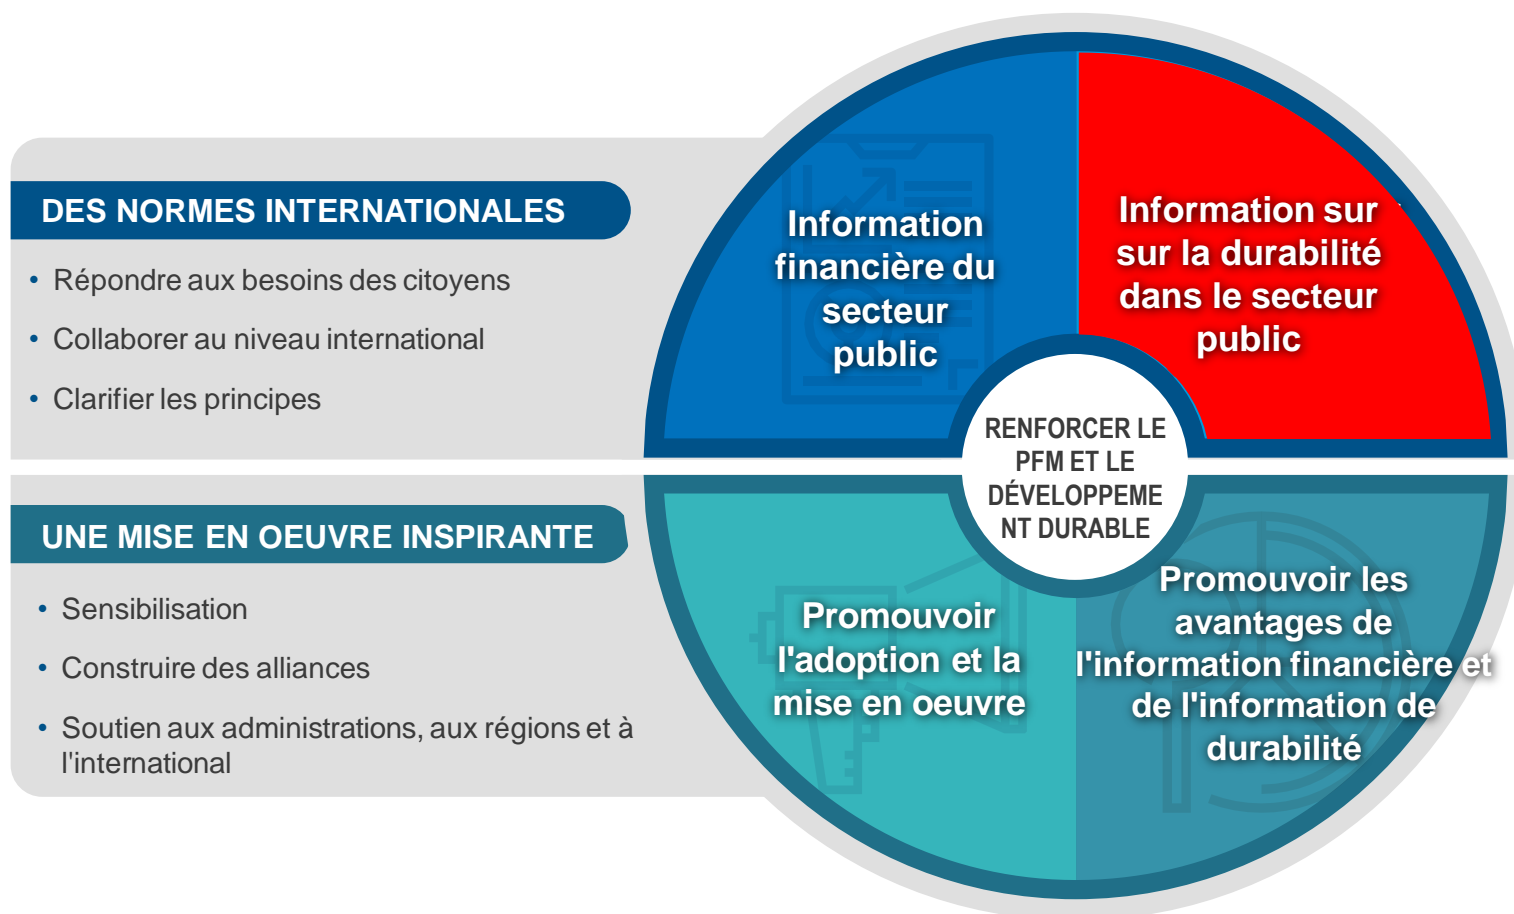 DES NORMES INTERNATIONALES
• Répondre aux besoins des citoyens
• Collaborer au niveau international
• Clarifier les principes
UNE MISE EN OEUVRE INSPIRANTE
• Sensibilisation
• Construire des alliances
• Soutien aux administrations, aux régions et à
l'international
Information
financière du
secteur
public
Information sur
sur la durabilité
dans le secteur
public
RENFORCER LE
PFM ET LE
DÉVELOPPEME
NT DURABLE
Promouvoir
l'adoption et la
mise en oeuvre
Promouvoir les
avantages de
l'information financière et
de l'information de
durabilité